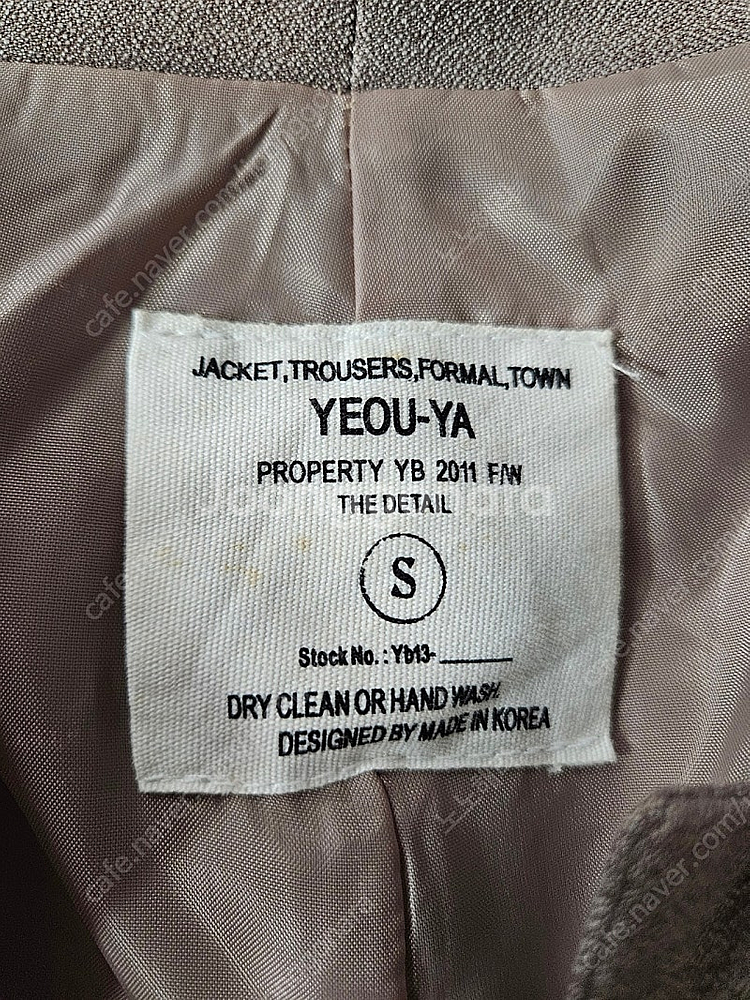 JACKET,TROUSERS,FORMAL,TOWN
YEOU-YA
PROPERTY YB 2011 F/W
THE DETAIL
S
Stock No. : Yb13-________
DRY CLEAN OR HAND WASH
DESIGNED BY MADE IN KOREA